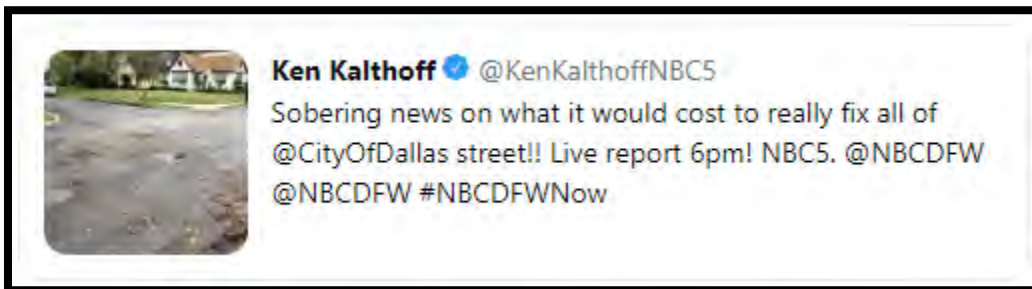 Ken Kalthoff @KenKalthoffNBC5
Sobering news on what it would cost to really fix all of
@CityOfDallas street!! Live report 6pm! NBC5. @NBCDFW
@NBCDFW #NBCDFWNow